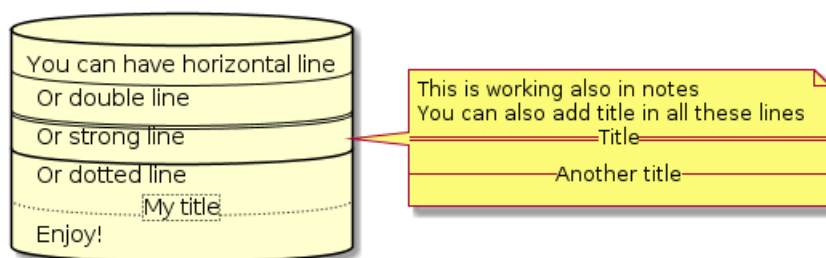 You can have horizontal line
Or double line
Or strong line
Or dotted line
My title
Enjoy!
This is working also in notes
You can also add title in all these lines
Title
Another title